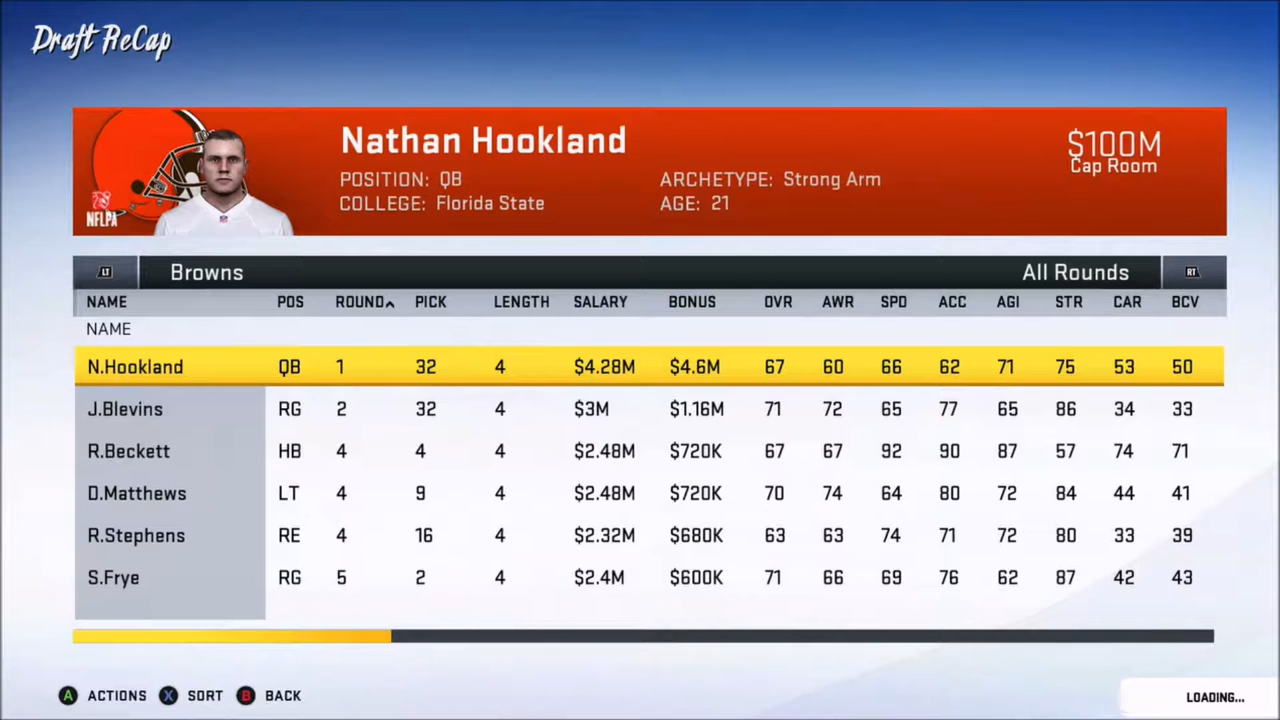 Draft ReCap
Nathan Hookland
$100M
Cap Room
POSITION: QB
ARCHETYPE: Strong Arm
COLLEGE: Florida State
AGE: 21
NFLPA
LT Browns All Rounds RT
NAME POS ROUND PICK LENGTH SALARY BONUS OVR AWR SPD ACC AGI STR CAR BCV
NAME
N.Hookland QB 1 32 4 $4.28M $4.6M 67 60 66 62 71 75 53 50
J.Blevins RG 2 32 4 $3M $1.16M 71 72 65 77 65 86 34 33
R.Beckett HB 4 4 4 $2.48M $720K 67 67 92 90 87 57 74 71
D.Matthews LT 4 9 4 $2.48M $720K 70 74 64 80 72 84 44 41
R.Stephens RE 4 16 4 $2.32M $680K 63 63 74 71 72 80 33 39
S.Frye RG 5 2 4 $2.4M $600K 71 66 69 76 62 87 42 43
A ACTIONS X SORT B BACK
LOADING...